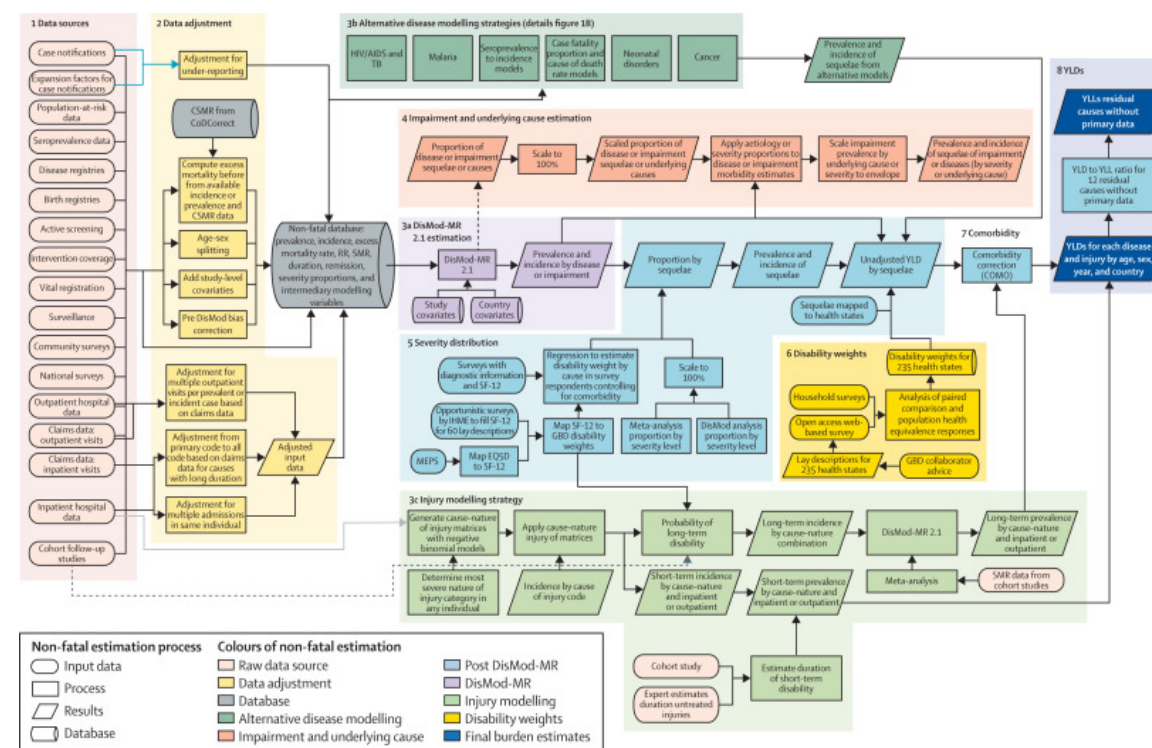 1 Data sources
Case notifications
Expansion factors for
case notifications
Population-at-risk
data
Seroprevalence data
Disease registries
Birth registries
Active screening
Intervention coverage
Vital registration
Surveillance
Community surveys
National surveys
Outpatient hospital
data
Claims data:
outpatient visits
Claims data:
inpatient visits
Inpatient hospital
data
Cohort follow-up
studies
2 Data adjustment
Adjustment for
under-reporting
CSMR from
CoDCorrect
Compute excess
mortality before
from available
incidence or
prevalence and
CSMR data
Age-sex
splitting
Add study-level
covariaties
Pre DisMod bias
correction
Adjustment for
multiple outpatient
visits per prevalent or
incident case based
on claims data
Adjustment from
primary code to all
code based on claims
data for causes
with long duration
Adjustment for
multiple admissions
in same individual
Adjusted
input
data
Non-fatal database:
prevalence, incidence, excess
mortality rate, RR, SMR,
duration, remission,
severity proportions, and
intermediary modelling
variables
3b Alternative disease modelling strategies (details figure 1B)
HIV/AIDS and
TB
Malaria
Seroprevalence
to incidence
models
Case fatality
proportion and
cause of death
rate models
Neonatal
disorders
Cancer
Prevalence and
incidence of
sequelae from
alternative models
4 Impairment and underlying cause estimation
Proportion of
disease or impairment
sequelae or causes
Scale to
100%
Scaled proportion of
disease or impairment
sequelae or underlying
causes
Apply aetiology or
severity proportions to
disease or impairment
morbidity estimates
Scale impairment
prevalence by
underlying cause or
severity to envelope
Prevalence and incidence
of sequelae of impairment
or diseases (by severity
or underlying cause)
3a DisMod-MR
2.1 estimation
DisMod-MR
2.1
Study
covariates
Country
covariates
Prevalence and
incidence by disease
or impairment
Proportion by
sequelae
Prevalence and
incidence of
sequelae
Unadjusted YLD
by sequelae
Sequelae mapped
to health states
7 Comorbidity
Comorbidity
correction
(COMO)
8 YLDs
YLLs residual
causes without
primary data
YLD to YLL ratio for
12 residual
causes without
primary data
YLDs for each disease
and injury by age, sex,
year, and country
5 Severity distribution
Surveys with
diagnostic information
and SF-12
Opportunistic surveys
by IHME to fill SF-12
for 60 lay descriptions
MEPS
Map EQ5D
to SF-12
Regression to estimate
disability weight by
cause in survey
respondents controlling
for comorbidity
Map SF-12 to
GBD disability
weights
Scale to
100%
Meta-analysis
proportion by
severity level
DisMod analysis
proportion by
severity level
6 Disability weights
Disability weights for
235 health states
Household surveys
Open access web-
based survey
Analysis of paired
comparison and
population health
equivalence responses
Lay descriptions for
235 health states
GBD collaborator
advice
3c Injury modelling strategy
Generate cause-nature
of injury matrices
with negative
binomial models
Apply cause-nature
injury of matrices
Probability of
long-term
disability
Long-term incidence
by cause-nature
combination
DisMod-MR 2.1
Long-term prevalence
by cause-nature
and inpatient or
outpatient
Determine most
severe nature of
injury category in
any individual
Incidence by cause
of injury code
Short-term incidence
by cause-nature
and inpatient
or outpatient
Short-term prevalence
by cause-nature and
inpatient or outpatient
Meta-analysis
SMR data from
cohort studies
Cohort study
Expert estimates
duration untreated
injuries
Estimate duration
of short-term
disability
Non-fatal estimation process
Input data
Process
Results
Database
Colours of non-fatal estimation
Raw data source
Data adjustment
Database
Alternative disease modelling
Impairment and underlying cause
Post DisMod-MR
DisMod-MR
Injury modelling
Disability weights
Final burden estimates